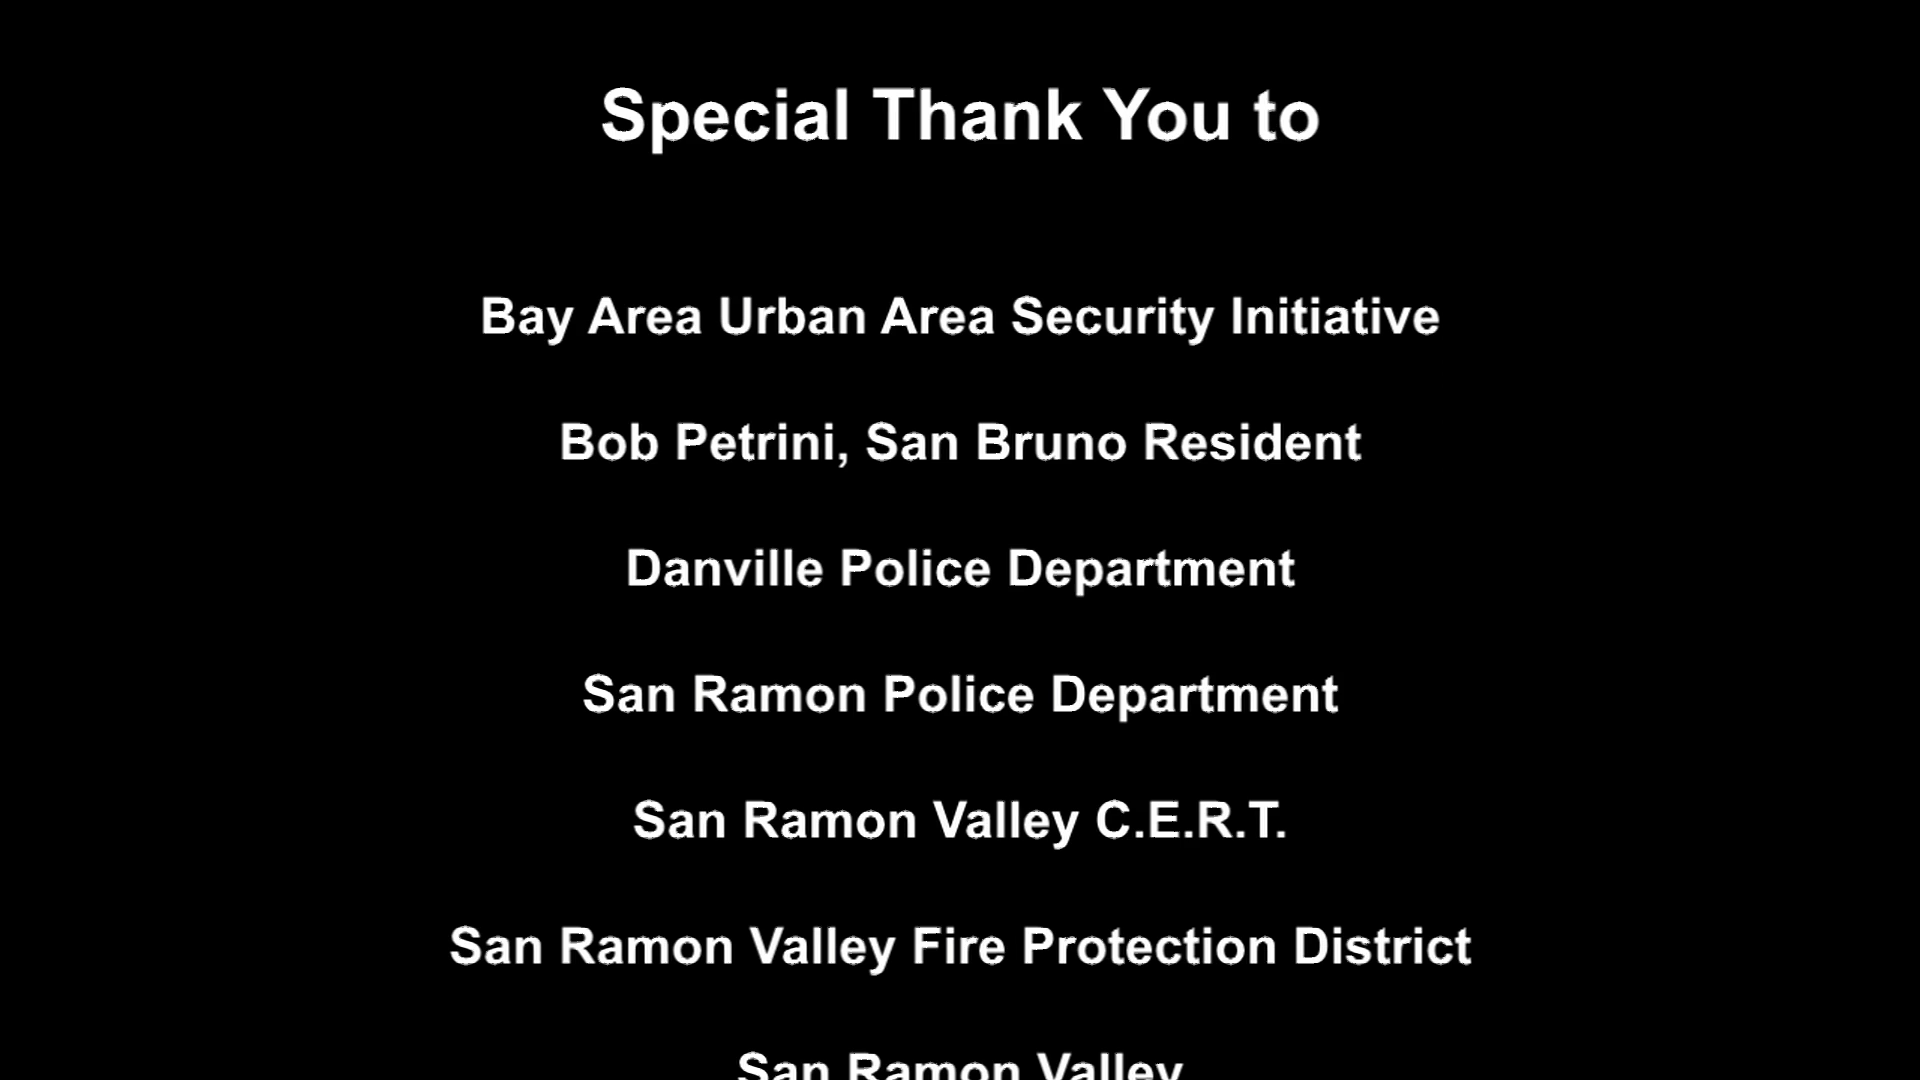 Special Thank You to
Bay Area Urban Area Security Initiative
Bob Petrini, San Bruno Resident
Danville Police Department
San Ramon Police Department
San Ramon Valley C.E.R.T.
San Ramon Valley Fire Protection District
San Ramon Valley